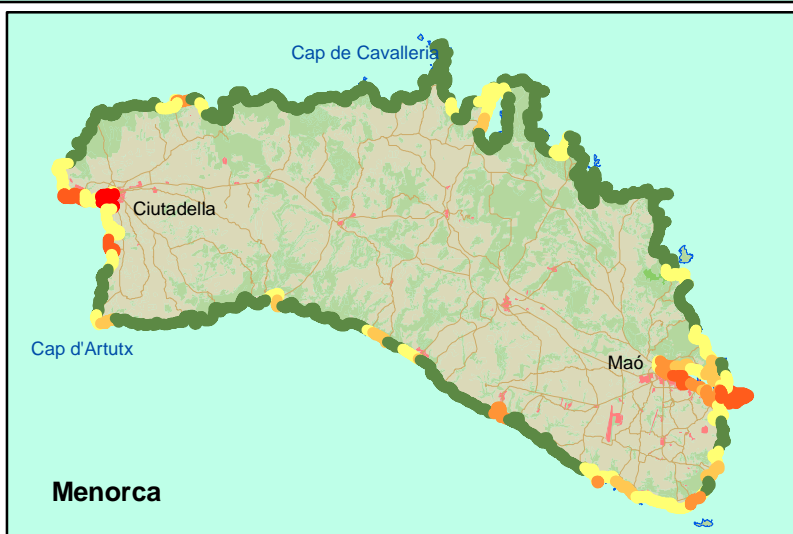 Cap de Cavalleria
Ciutadella
Cap d'Artutx
Maó
Menorca